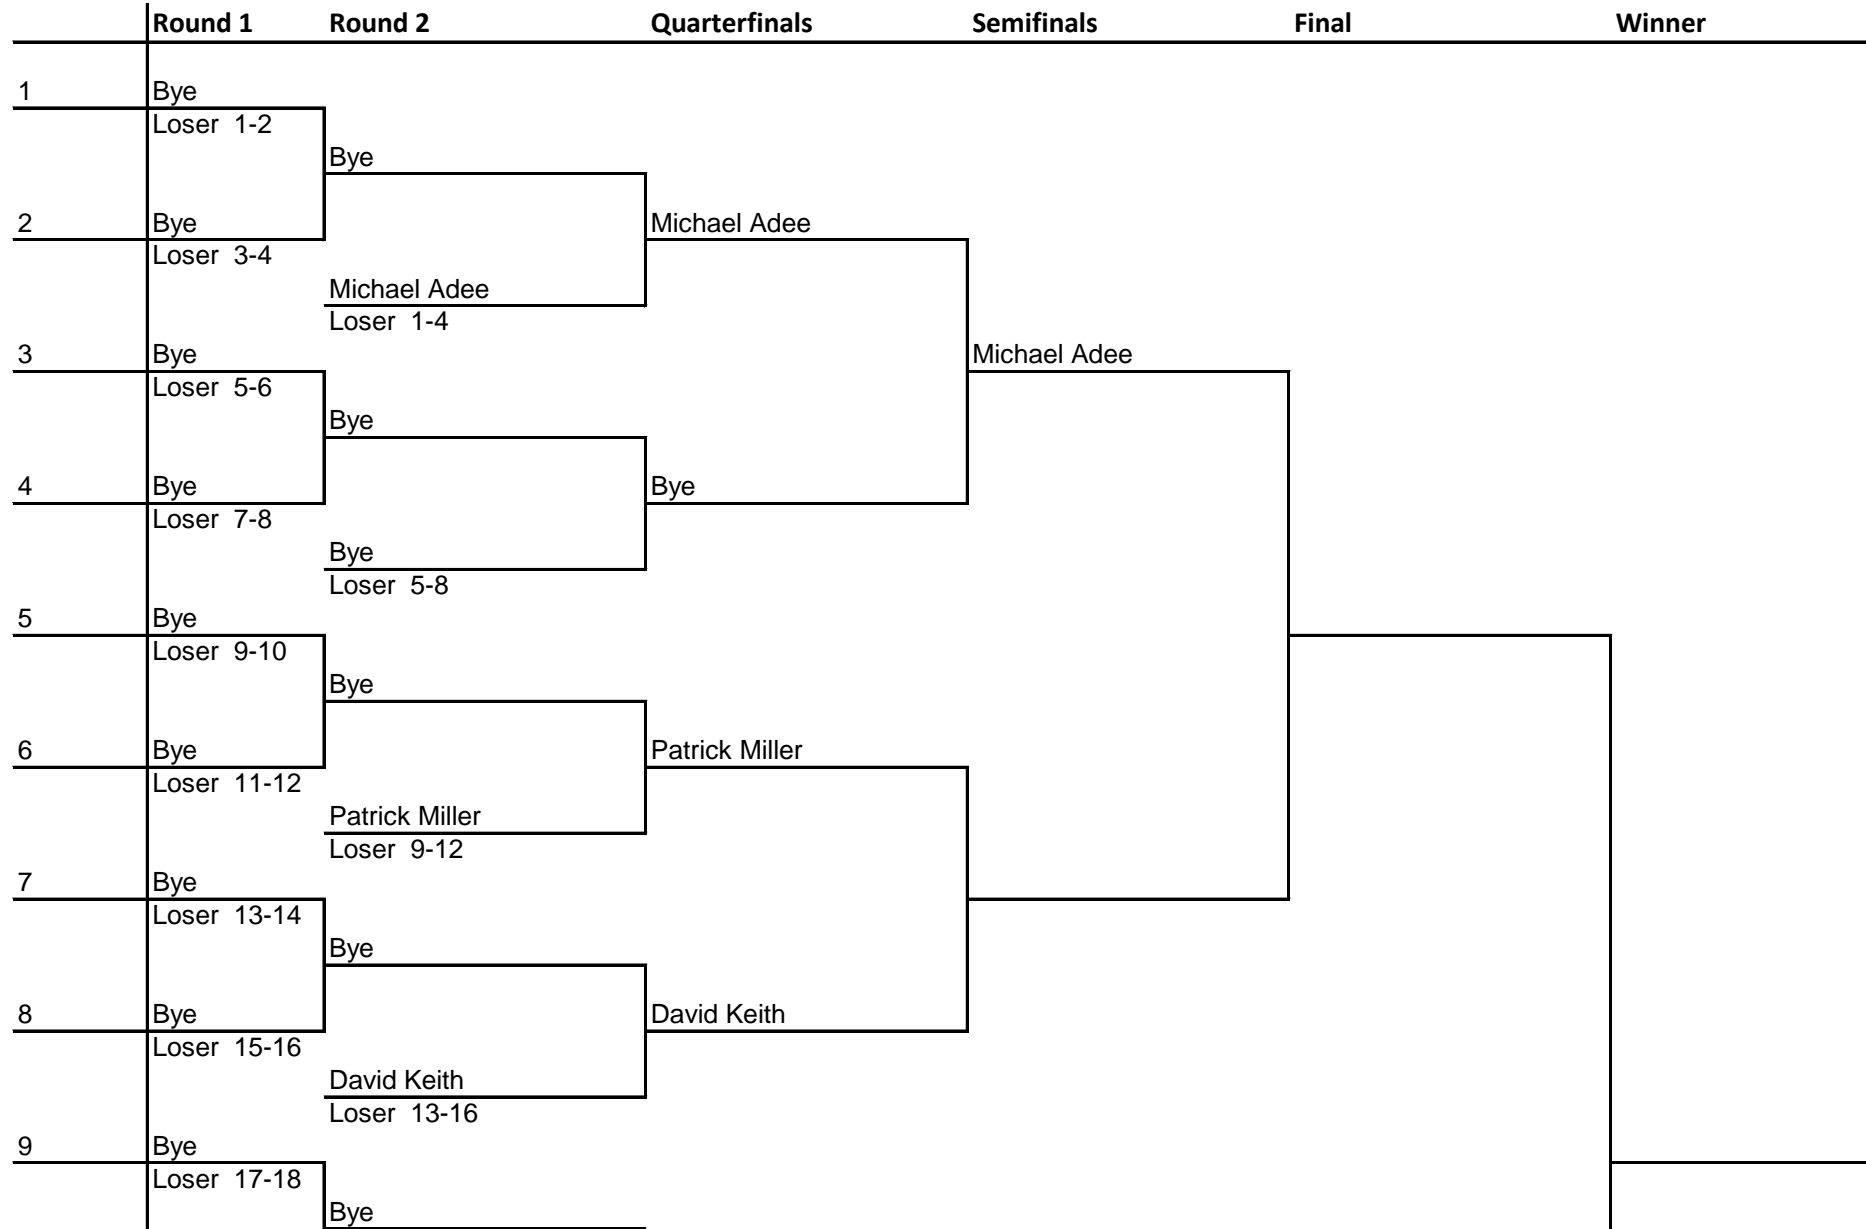 Round 1 Round 2 Quarterfinals Semifinals Final Winner
1 Bye
Loser 1-2
Bye
2 Bye Michael Adee
Loser 3-4
Michael Adee
Loser 1-4
3 Bye Michael Adee
Loser 5-6
Bye
4 Bye Bye
Loser 7-8
Bye
Loser 5-8
5 Bye
Loser 9-10
Bye
6 Bye Patrick Miller
Loser 11-12
Patrick Miller
Loser 9-12
7 Bye
Loser 13-14
Bye
8 Bye David Keith
Loser 15-16
David Keith
Loser 13-16
9 Bye
Loser 17-18
Bye